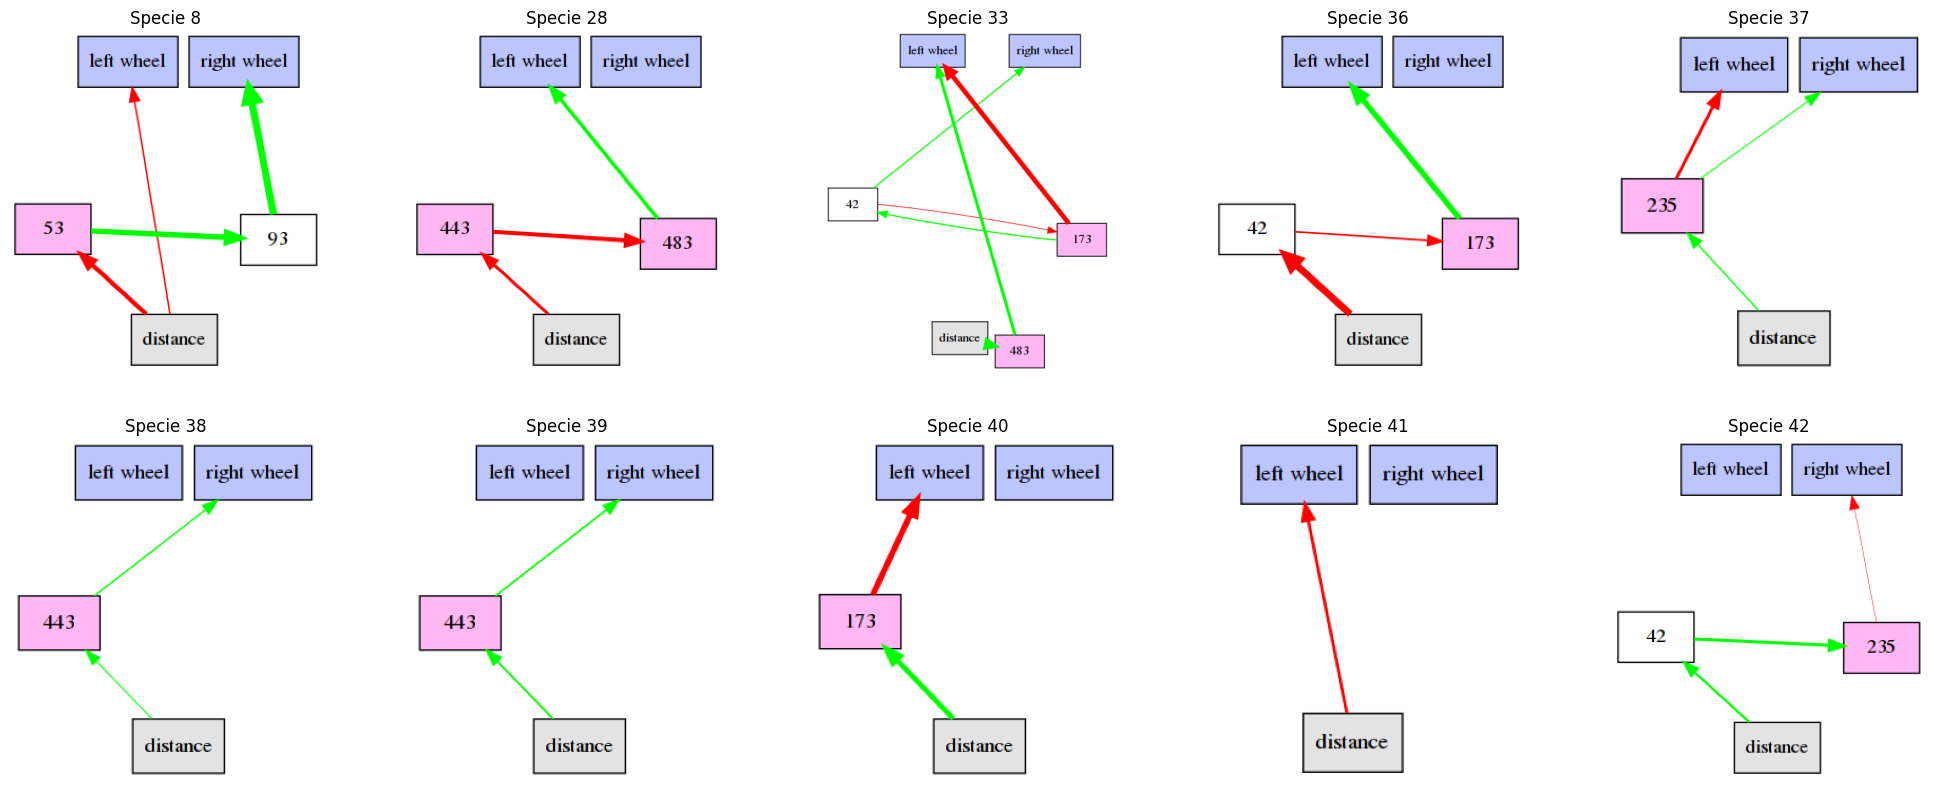 Specie 8
left wheel
right wheel
53
93
distance
Specie 28
left wheel
right wheel
443
483
distance
Specie 33
left wheel
right wheel
42
173
distance
483
Specie 36
left wheel
right wheel
42
173
distance
Specie 37
left wheel
right wheel
235
distance
Specie 38
left wheel
right wheel
443
distance
Specie 39
left wheel
right wheel
443
distance
Specie 40
left wheel
right wheel
173
distance
Specie 41
left wheel
right wheel
distance
Specie 42
left wheel
right wheel
42
235
distance